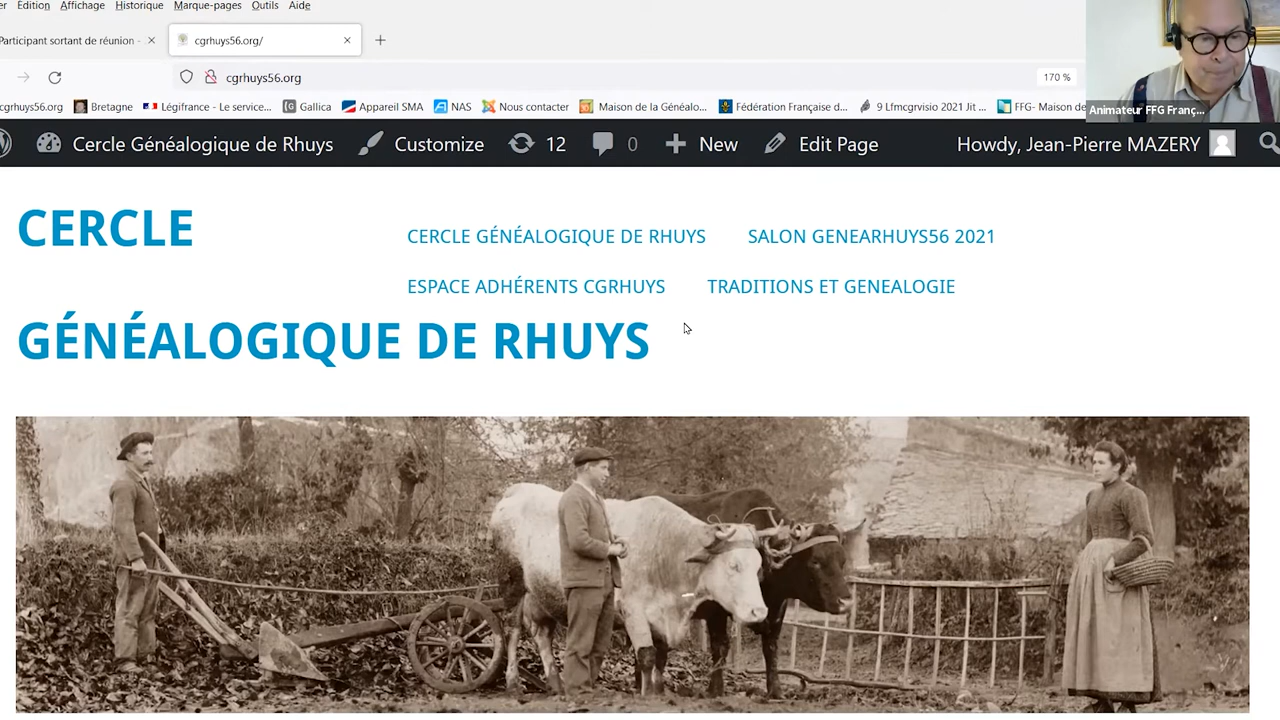 Édition Affichage Historique Marque-pages Outils Aide
Participant sortant de réunion - cgrhuys56.org/
cgrhuys56.org 170 %
cgrhuys56.org Bretagne Légifrance - Le service... Gallica Appareil SMA NAS Nous contacter Maison de la Généalo... Fédération Française d... 9 Lfmcgrvisio 2021 Jit ... FFG- Maison de
Animateur FFG Franç...
Cercle Généalogique de Rhuys Customize 12 0 New Edit Page Howdy, Jean-Pierre MAZERY
CERCLE
GÉNÉALOGIQUE DE RHUYS
CERCLE GÉNÉALOGIQUE DE RHUYS SALON GENEARHUYS56 2021
ESPACE ADHÉRENTS CGRHUYS TRADITIONS ET GENEALOGIE